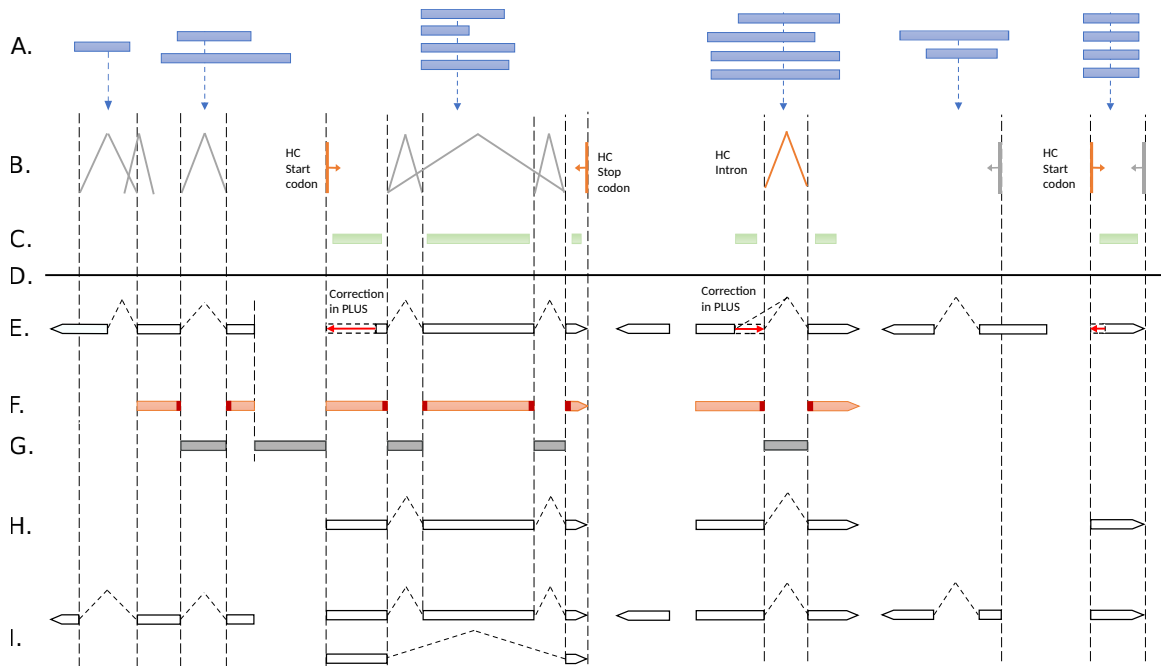 A.
B.
HC
Start
codon
HC
Stop
codon
HC
Intron
HC
Start
codon
C.
D.
E.
Correction
in PLUS
Correction
in PLUS
F.
G.
H.
I.